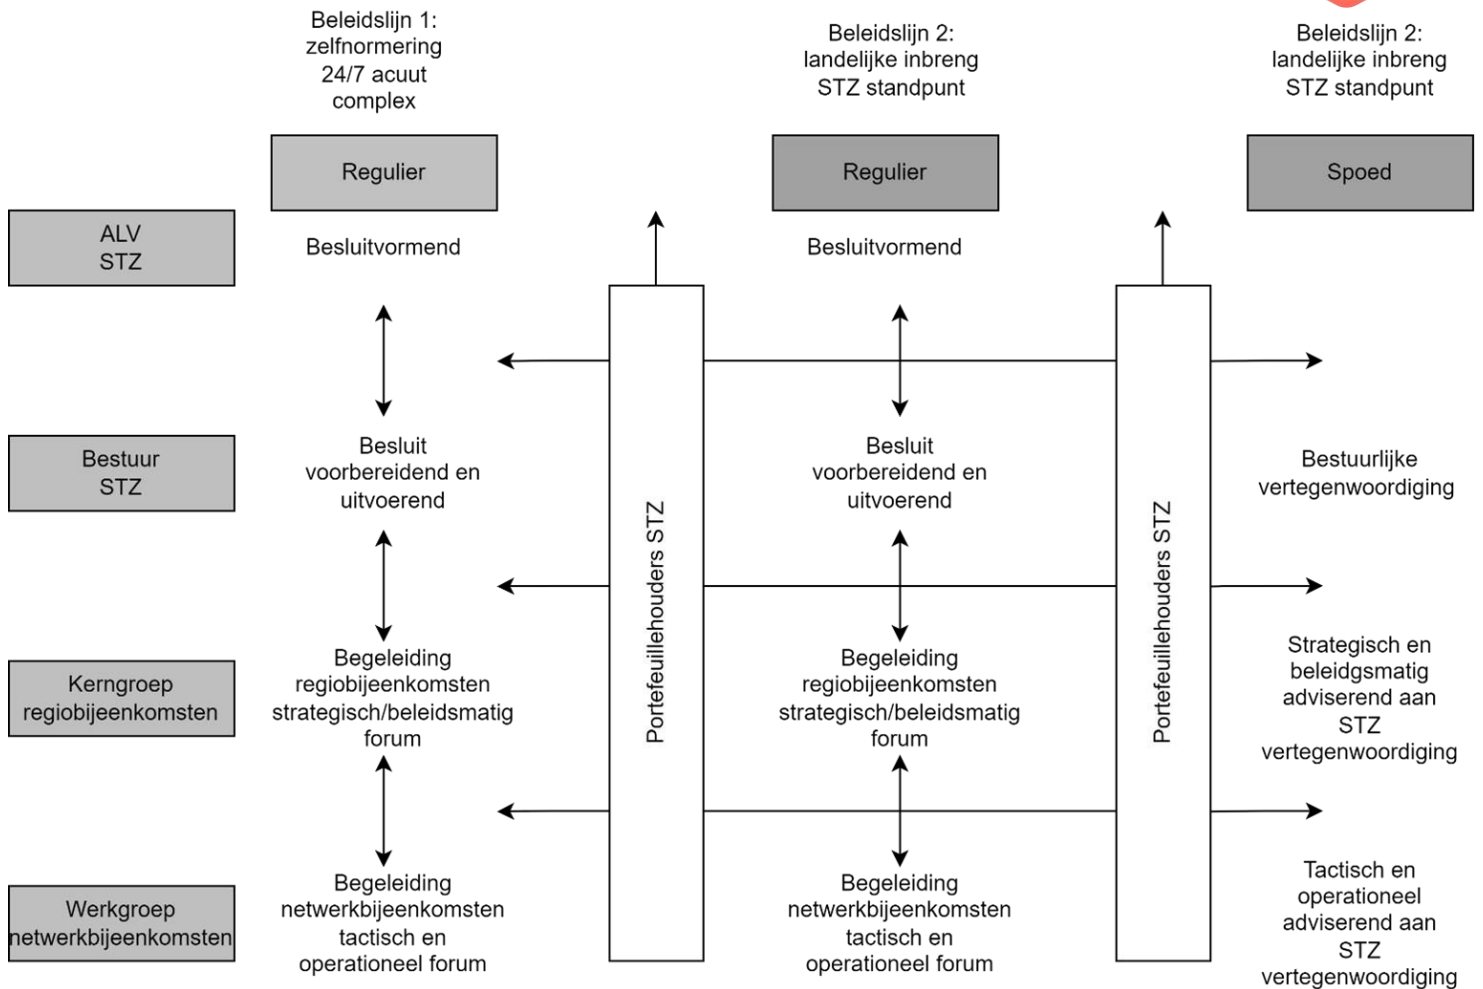 Beleidslijn 1:
zelfnormering
24/7 acuut
complex
Beleidslijn 2:
landelijke inbreng
STZ standpunt
Beleidslijn 2:
landelijke inbreng
STZ standpunt
Regulier
Regulier
Spoed
ALV
STZ
Besluitvormend
Besluitvormend
Bestuur
STZ
Besluit
voorbereidend en
uitvoerend
Besluit
voorbereidend en
uitvoerend
Bestuurlijke
vertegenwoordiging
Portefeuillehouders STZ
Portefeuillehouders STZ
Kerngroep
regiobijeenkomsten
Begeleiding
regiobijeenkomsten
strategisch/beleidsmatig
forum
Begeleiding
regiobijeenkomsten
strategisch/beleidsmatig
forum
Strategisch en
beleidgsmatig
adviserend aan
STZ
vertegenwoordiging
Werkgroep
netwerkbijeenkomsten
Begeleiding
netwerkbijeenkomsten
tactisch en
operationeel forum
Begeleiding
netwerkbijeenkomsten
tactisch en
operationeel forum
Tactisch en
operationeel
adviserend aan
STZ
vertegenwoordiging